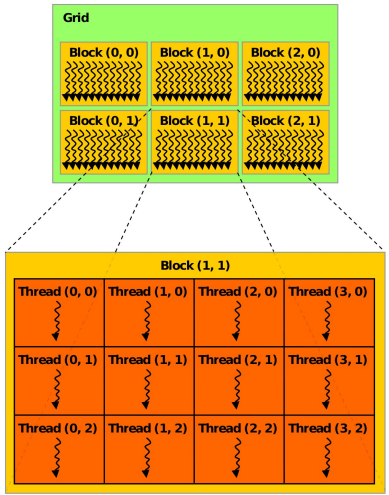 Grid
Block (0, 0) Block (1, 0) Block (2, 0)
Block (0, 1) Block (1, 1) Block (2, 1)
Block (1, 1)
Thread (0, 0) Thread (1, 0) Thread (2, 0) Thread (3, 0)
Thread (0, 1) Thread (1, 1) Thread (2, 1) Thread (3, 1)
Thread (0, 2) Thread (1, 2) Thread (2, 2) Thread (3, 2)